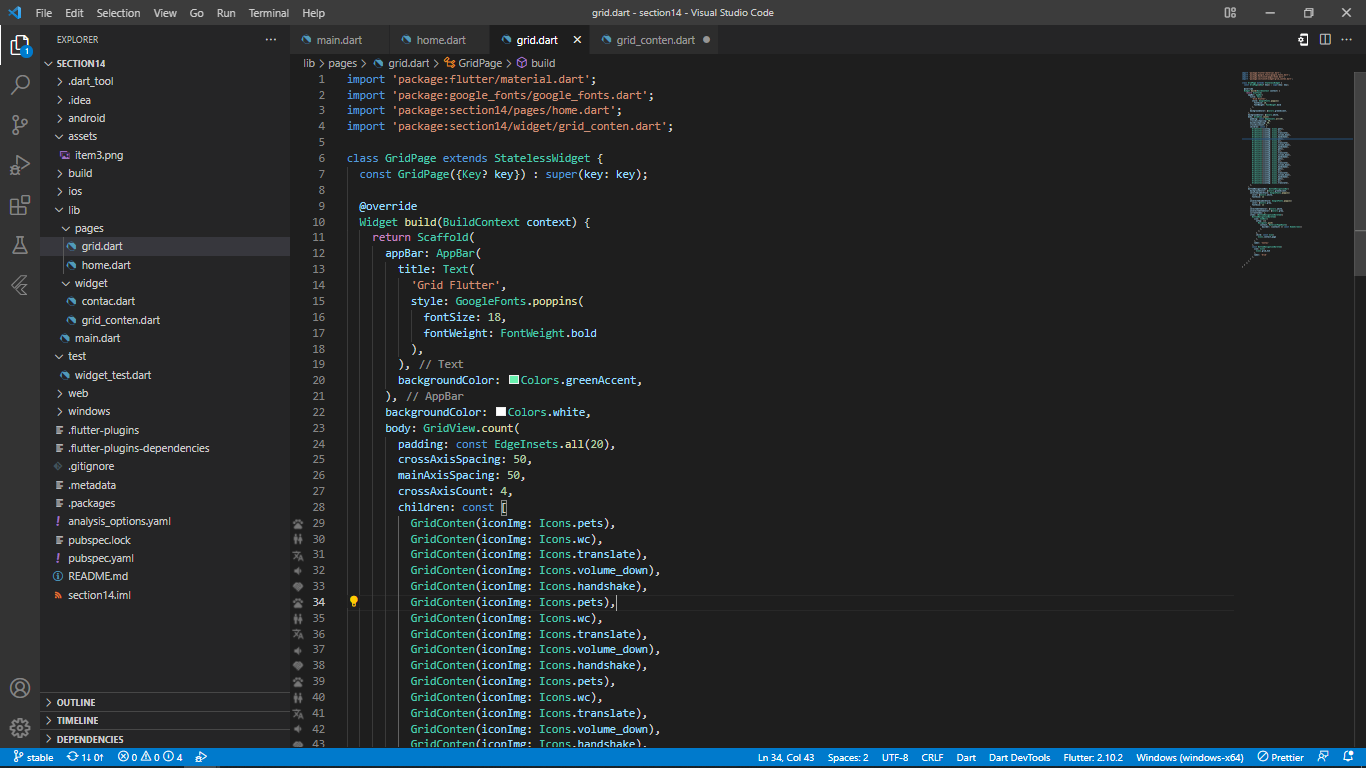 File Edit Selection View Go Run Terminal Help
grid.dart - section14 - Visual Studio Code
EXPLORER
main.dart
home.dart
grid.dart
grid_conten.dart
1
SECTION14
.dart_tool
.idea
android
assets
item3.png
build
ios
lib
pages
grid.dart
home.dart
widget
contac.dart
grid_conten.dart
main.dart
test
widget_test.dart
web
windows
.flutter-plugins
.flutter-plugins-dependencies
.gitignore
.metadata
.packages
analysis_options.yaml
pubspec.lock
pubspec.yaml
README.md
section14.iml
OUTLINE
TIMELINE
DEPENDENCIES
lib > pages > grid.dart > GridPage > build
1 import 'package:flutter/material.dart';
2 import 'package:google_fonts/google_fonts.dart';
3 import 'package:section14/pages/home.dart';
4 import 'package:section14/widget/grid_conten.dart';
5
6 class GridPage extends StatelessWidget {
7 const GridPage({Key? key}) : super(key: key);
8
9 @override
10 Widget build(BuildContext context) {
11 return Scaffold(
12 appBar: AppBar(
13 title: Text(
14 'Grid Flutter',
15 style: GoogleFonts.poppins(
16 fontSize: 18,
17 fontWeight: FontWeight.bold
18 ),
19 ), // Text
20 backgroundColor: Colors.greenAccent,
21 ), // AppBar
22 backgroundColor: Colors.white,
23 body: GridView.count(
24 padding: const EdgeInsets.all(20),
25 crossAxisSpacing: 50,
26 mainAxisSpacing: 50,
27 crossAxisCount: 4,
28 children: const [
29 GridConten(iconImg: Icons.pets),
30 GridConten(iconImg: Icons.wc),
31 GridConten(iconImg: Icons.translate),
32 GridConten(iconImg: Icons.volume_down),
33 GridConten(iconImg: Icons.handshake),
34 GridConten(iconImg: Icons.pets),
35 GridConten(iconImg: Icons.wc),
36 GridConten(iconImg: Icons.translate),
37 GridConten(iconImg: Icons.volume_down),
38 GridConten(iconImg: Icons.handshake),
39 GridConten(iconImg: Icons.pets),
40 GridConten(iconImg: Icons.wc),
41 GridConten(iconImg: Icons.translate),
42 GridConten(iconImg: Icons.volume_down),
43 GridConten(iconImg: Icons.handshake),
stable 1↓ 0↑ 0 0 4
Ln 34, Col 43 Spaces: 2 UTF-8 CRLF Dart Dart DevTools Flutter: 2.10.2 Windows (windows-x64) Prettier